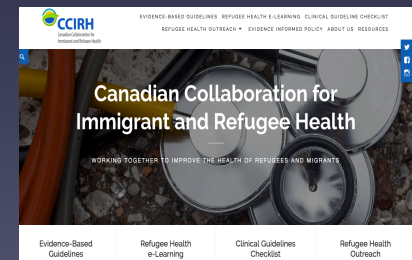 CCIRH
Canadian Collaboration for
Immigrant and Refugee Health
EVIDENCE-BASED GUIDELINES REFUGEE HEALTH E-LEARNING CLINICAL GUIDELINE CHECKLIST
REFUGEE HEALTH OUTREACH EVIDENCE INFORMED POLICY ABOUT US RESOURCES
Canadian Collaboration for
Immigrant and Refugee Health
WORKING TOGETHER TO IMPROVE THE HEALTH OF REFUGEES AND MIGRANTS
Evidence-Based
Guidelines
Refugee Health
e-Learning
Clinical Guidelines
Checklist
Refugee Health
Outreach